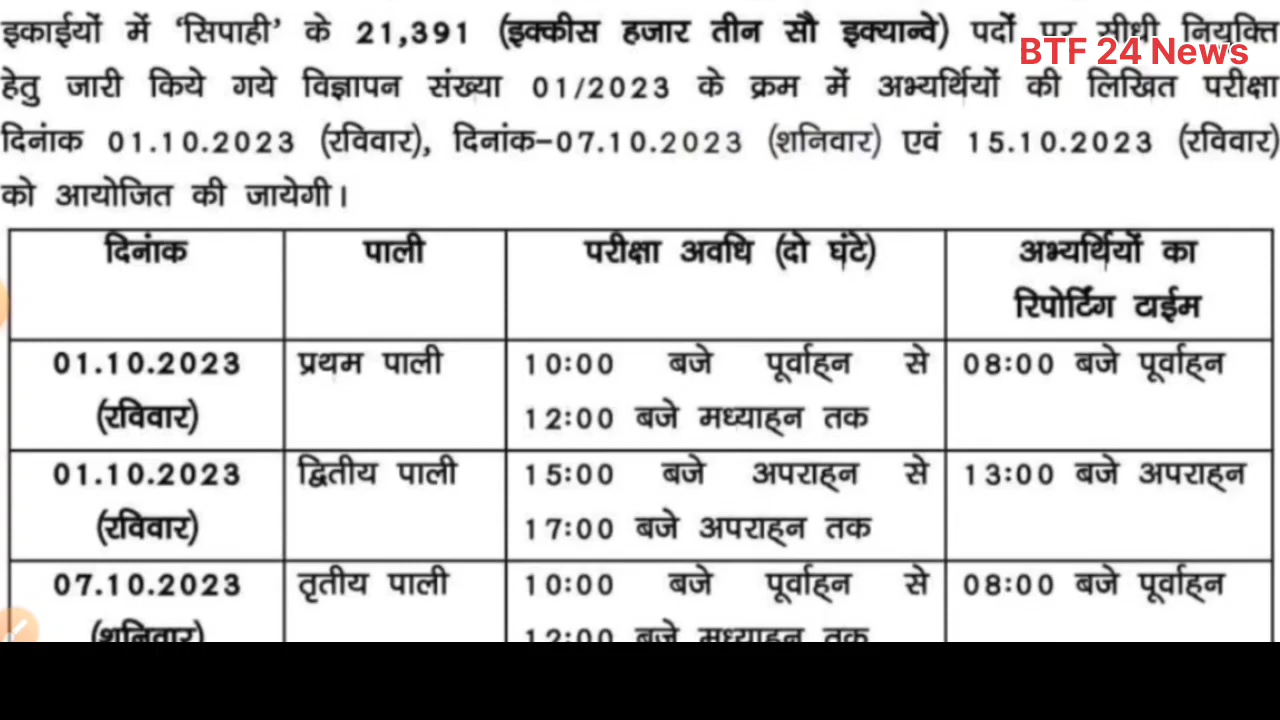 इकाईयों में ‘सिपाही’ के 21,391 (इक्कीस हजार तीन सौ इक्यान्वे) पदों पर सीधी नियुक्ति
BTF 24 News
हेतु जारी किये गये विज्ञापन संख्या 01/2023 के क्रम में अभ्यर्थियों की लिखित परीक्षा
दिनांक 01.10.2023 (रविवार), दिनांक-07.10.2023 (शनिवार) एवं 15.10.2023 (रविवार)
को आयोजित की जायेगी।
दिनांक पाली परीक्षा अवधि (दो घंटे) अभ्यर्थियों का
रिपोर्टिंग टाईम
01.10.2023 प्रथम पाली 10:00 बजे पूर्वाह्न से 08:00 बजे पूर्वाह्न
(रविवार) 12:00 बजे मध्याह्न तक
01.10.2023 द्वितीय पाली 15:00 बजे अपराह्न से 13:00 बजे अपराह्न
(रविवार) 17:00 बजे अपराह्न तक
07.10.2023 तृतीय पाली 10:00 बजे पूर्वाह्न से 08:00 बजे पूर्वाह्न
(शनिवार) 12:00 बजे मध्याह्न तक